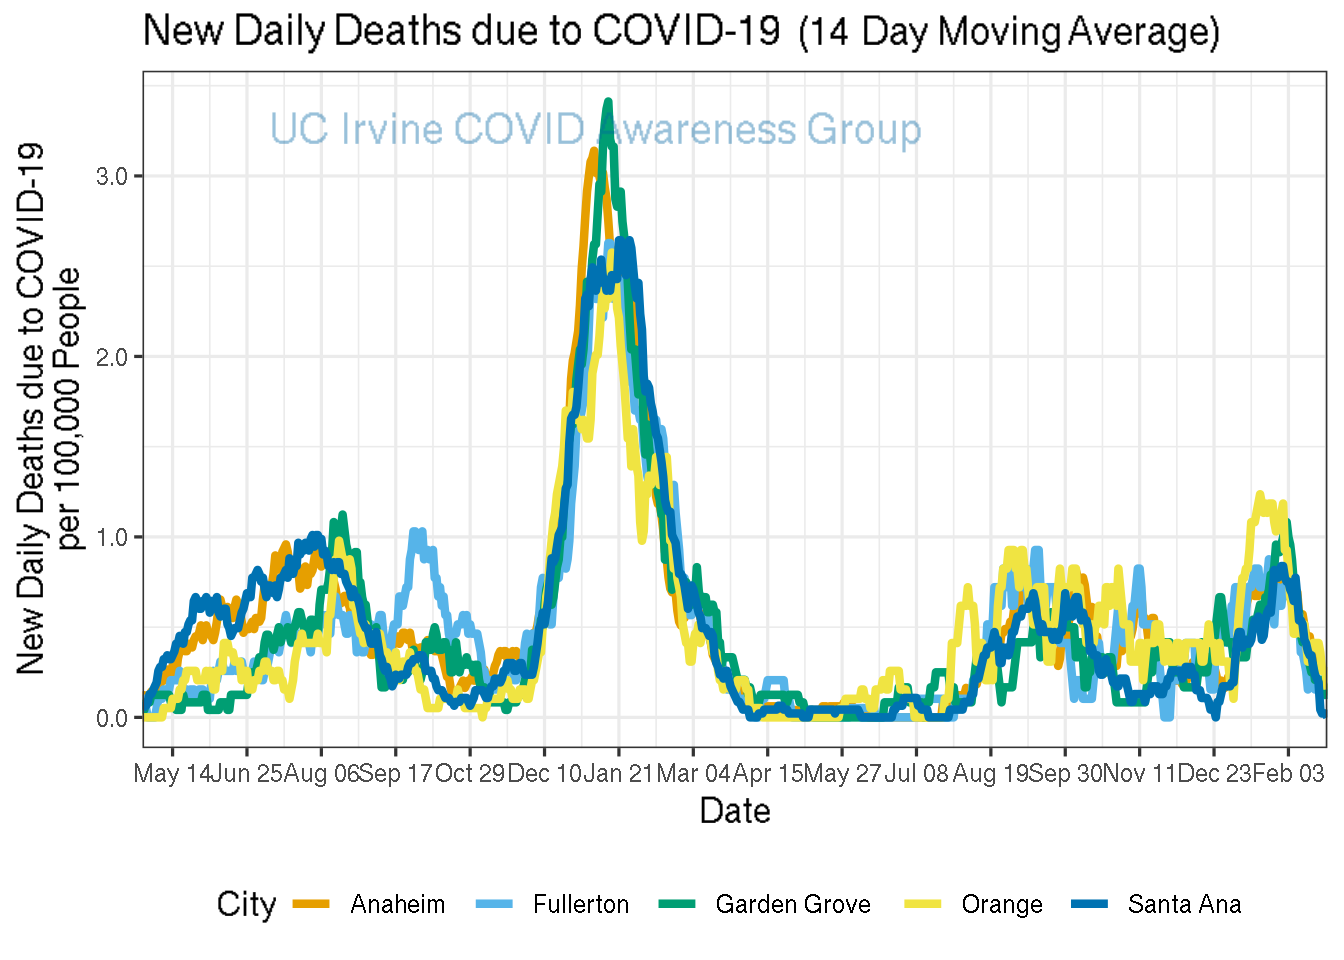 New Daily Deaths due to COVID-19 (14 Day Moving Average)
UC Irvine COVID Awareness Group
New Daily Deaths due to COVID-19
per 100,000 People
3.0
2.0
1.0
0.0
May 14 Jun 25 Aug 06 Sep 17 Oct 29 Dec 10 Jan 21 Mar 04 Apr 15 May 27 Jul 08 Aug 19 Sep 30 Nov 11 Dec 23 Feb 03
Date
City Anaheim Fullerton Garden Grove Orange Santa Ana